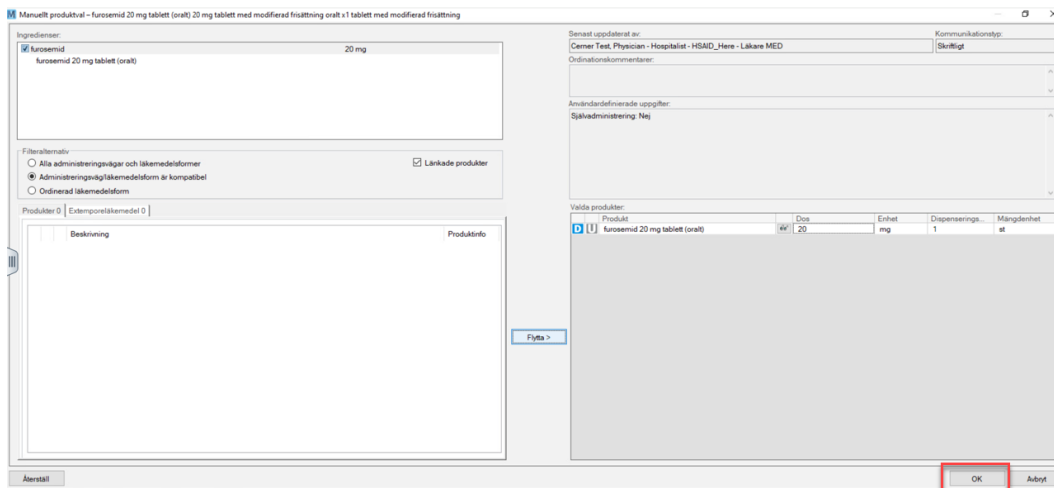 Manuellt produktval – furosemid 20 mg tablett (oralt) 20 mg tablett med modifierad frisättning oralt x1 tablett med modifierad frisättning
Ingredienser:
furosemid 20 mg
furosemid 20 mg tablett (oralt)
Filteralternativ
Alla administreringsvägar och läkemedelsformer
Länkade produkter
Administreringsväg/läkemedelsform är kompatibel
Ordinerad läkemedelsform
Produkter 0 Extemporeläkemedel 0
Beskrivning Produktinfo
Flytta >
Senast uppdaterat av: Kommunikationstyp:
Cerner Test, Physician - Hospitalist - HSAID_Here - Läkare MED Skriftligt
Ordinationskommentarer:
Användardefinierade uppgifter:
Självadministrering: Nej
Valda produkter:
Produkt Dos Enhet Dispenserings... Mängdenhet
D furosemid 20 mg tablett (oralt) 20 mg 1 st
Återställ OK Avbryt